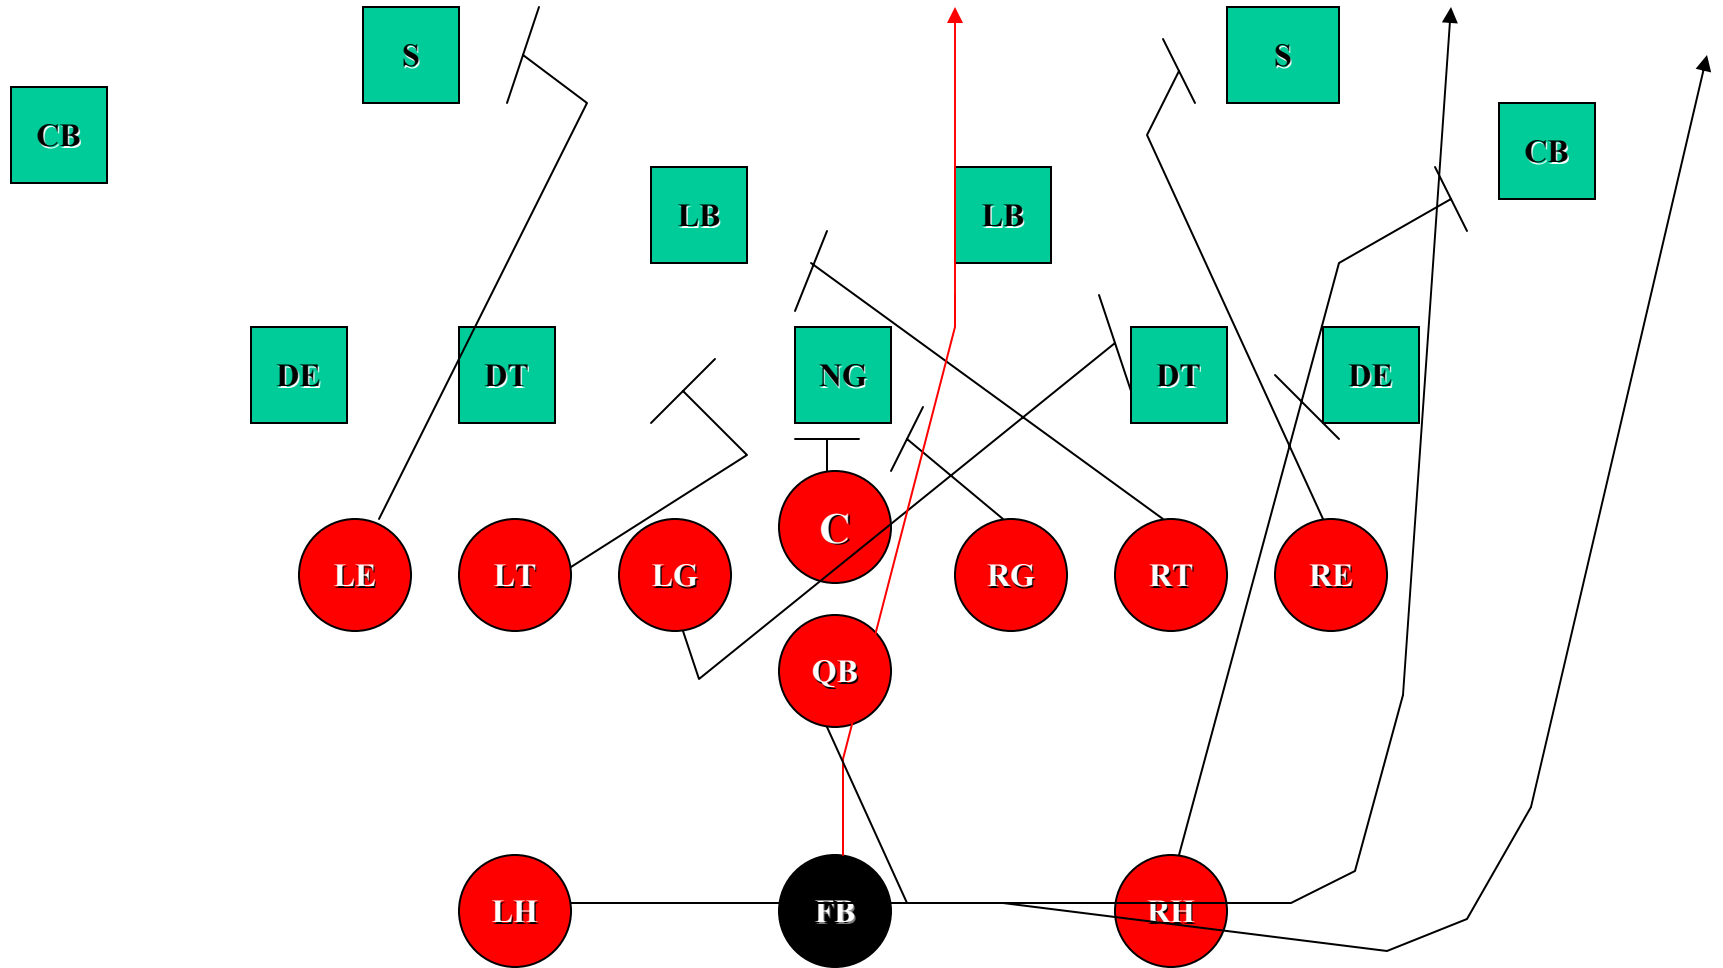 S
S
CB
CB
LB
LB
DE
DT
NG
DT
DE
C
LE
LT
LG
RG
RT
RE
QB
LH
FB
RH